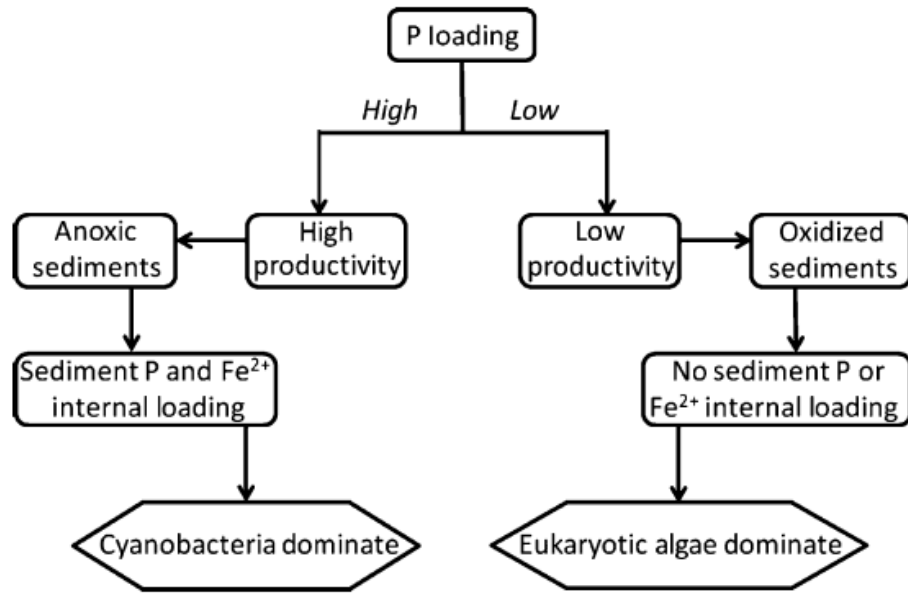 P loading
High
Low
Anoxic
sediments
High
productivity
Low
productivity
Oxidized
sediments
Sediment P and Fe²⁺
internal loading
No sediment P or
Fe²⁺ internal loading
Cyanobacteria dominate
Eukaryotic algae dominate